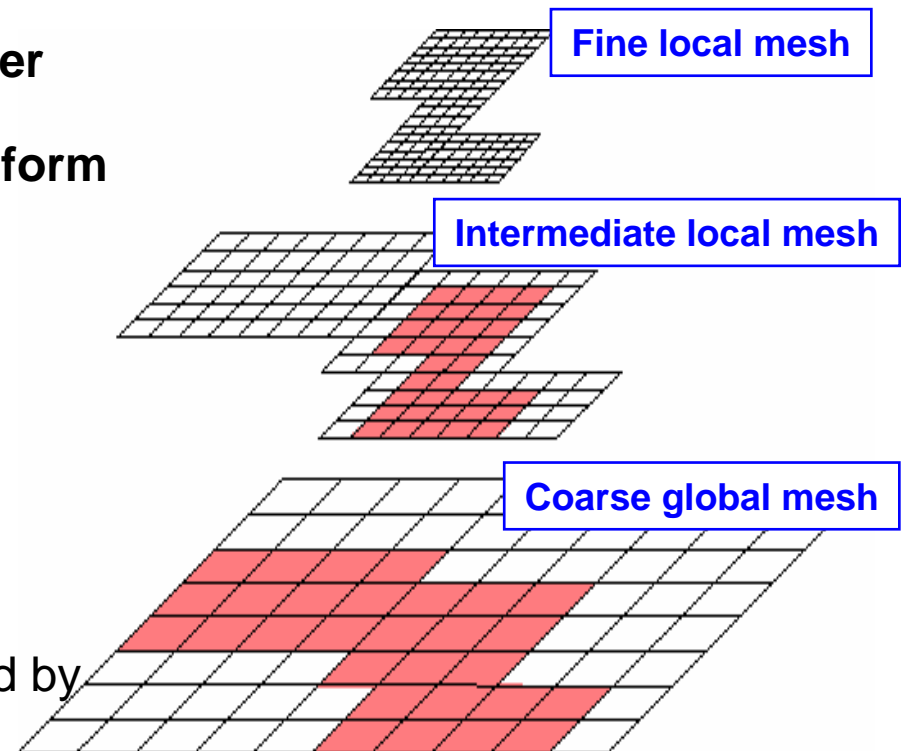 Fine local mesh
er
form
Intermediate local mesh
Coarse global mesh
d by